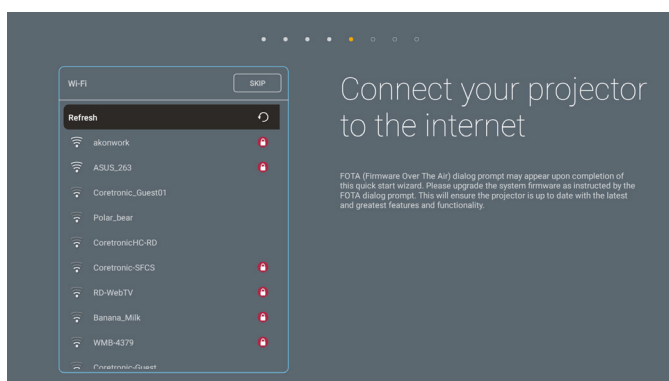 Wi-Fi
SKIP
Refresh
akonwork
ASUS_263
Coretronic_Guest01
Polar_bear
CoretronicHC-RD
Coretronic-SFCS
RD-WebTV
Banana_Milk
WMB-4379
Coretronic-Guest
Connect your projector
to the internet
FOTA (Firmware Over The Air) dialog prompt may appear upon completion of
this quick start wizard. Please upgrade the system firmware as instructed by the
FOTA dialog prompt. This will ensure the projector is up to date with the latest
and greatest features and functionality.